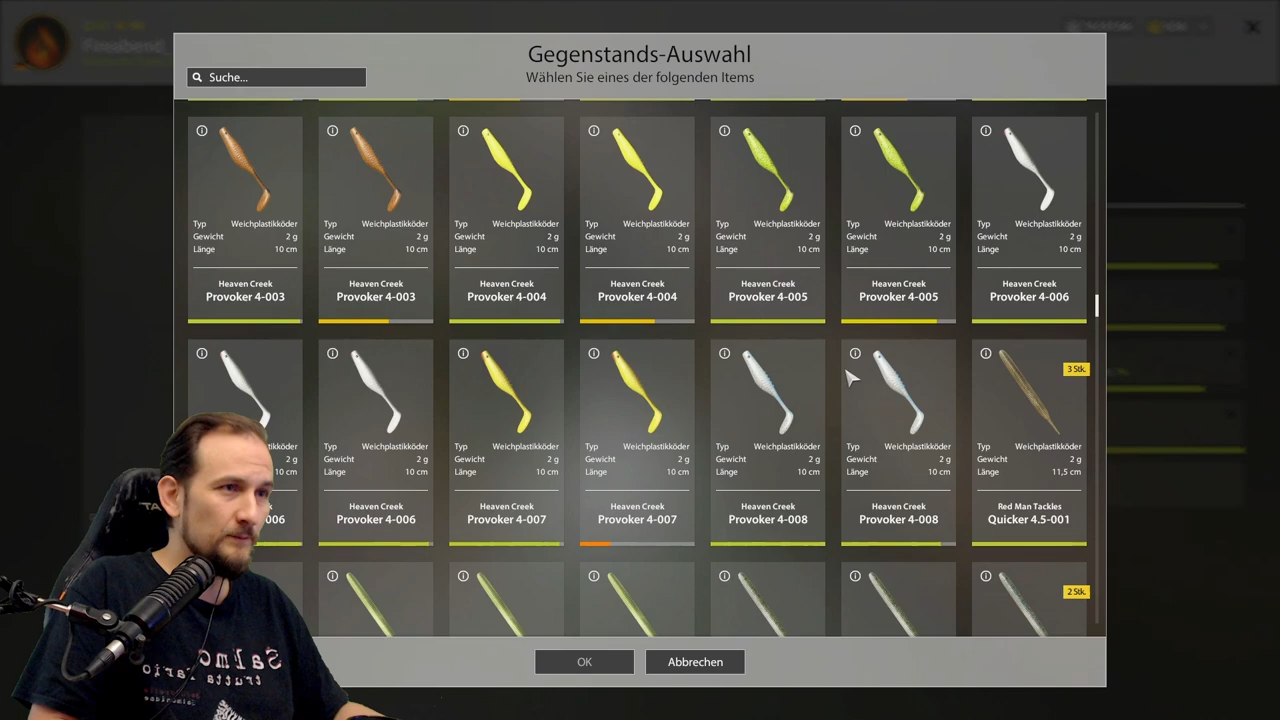 Gegenstands-Auswahl
Wählen Sie eines der folgenden Items
Suche...
Typ Weichplastikköder
Gewicht 2 g
Länge 10 cm
Heaven Creek
Provoker 4-003
Typ Weichplastikköder
Gewicht 2 g
Länge 10 cm
Heaven Creek
Provoker 4-003
Typ Weichplastikköder
Gewicht 2 g
Länge 10 cm
Heaven Creek
Provoker 4-004
Typ Weichplastikköder
Gewicht 2 g
Länge 10 cm
Heaven Creek
Provoker 4-004
Typ Weichplastikköder
Gewicht 2 g
Länge 10 cm
Heaven Creek
Provoker 4-005
Typ Weichplastikköder
Gewicht 2 g
Länge 10 cm
Heaven Creek
Provoker 4-005
Typ Weichplastikköder
Gewicht 2 g
Länge 10 cm
Heaven Creek
Provoker 4-006
2 g
10 cm
006
Typ Weichplastikköder
Gewicht 2 g
Länge 10 cm
Heaven Creek
Provoker 4-006
Typ Weichplastikköder
Gewicht 2 g
Länge 10 cm
Heaven Creek
Provoker 4-007
Typ Weichplastikköder
Gewicht 2 g
Länge 10 cm
Heaven Creek
Provoker 4-007
Typ Weichplastikköder
Gewicht 2 g
Länge 10 cm
Heaven Creek
Provoker 4-008
Typ Weichplastikköder
Gewicht 2 g
Länge 10 cm
Heaven Creek
Provoker 4-008
3 Stk.
Typ Weichplastikköder
Gewicht 2 g
Länge 11,5 cm
Red Man Tackles
Quicker 4.5-001
2 Stk.
OK
Abbrechen
Salmo
trutta fario